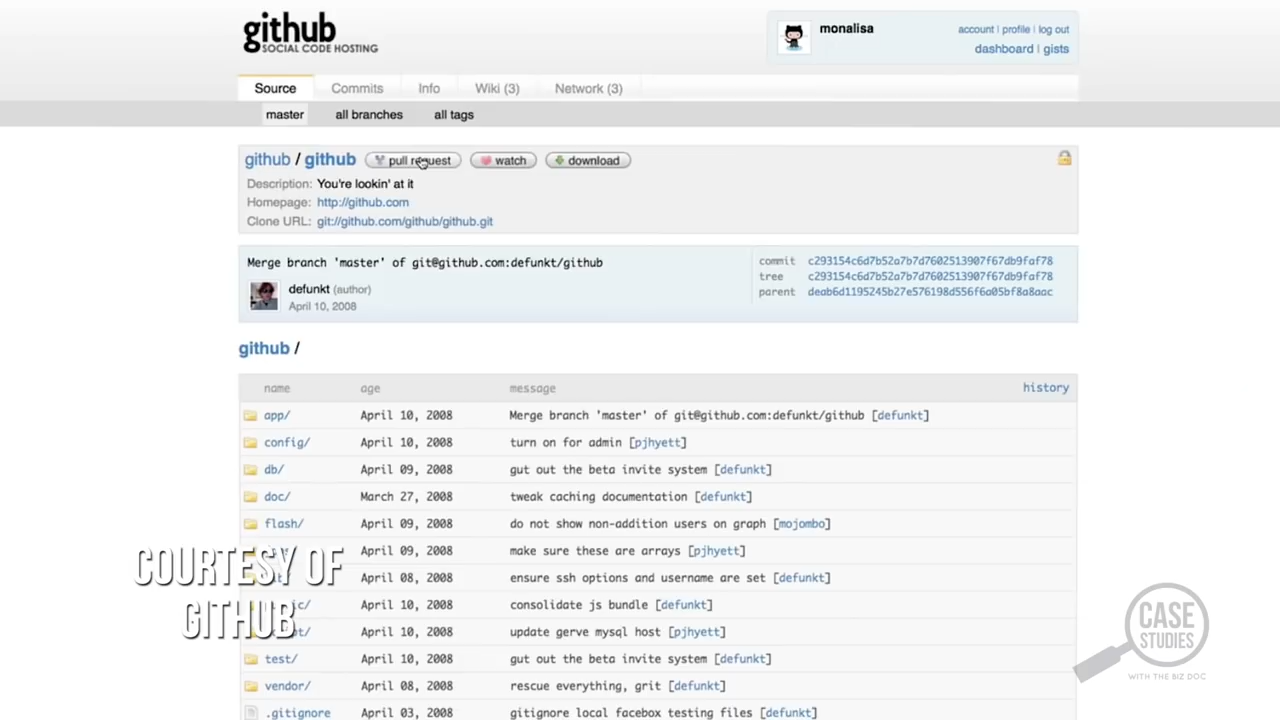 github
SOCIAL CODE HOSTING
monalisa
account | profile | log out
dashboard | gists
Source Commits Info Wiki (3) Network (3)
master all branches all tags
github / github pull request watch download
Description: You're lookin' at it
Homepage: http://github.com
Clone URL: git://github.com/github/github.git
Merge branch 'master' of git@github.com:defunkt/github
defunkt (author)
April 10, 2008
commit c293154c6d7b52a7b7d7602513907f67db9faf78
tree c293154c6d7b52a7b7d7602513907f67db9faf78
parent deab6d1195245b27e576198d556f6a05bf8a8aac
github /
name age message history
app/ April 10, 2008 Merge branch 'master' of git@github.com:defunkt/github [defunkt]
config/ April 10, 2008 turn on for admin [pjhyett]
db/ April 09, 2008 gut out the beta invite system [defunkt]
doc/ March 27, 2008 tweak caching documentation [defunkt]
flash/ April 09, 2008 do not show non-addition users on graph [mojombo]
April 09, 2008 make sure these are arrays [pjhyett]
April 08, 2008 ensure ssh options and username are set [defunkt]
April 10, 2008 consolidate js bundle [defunkt]
April 10, 2008 update gerve mysql host [pjhyett]
test/ April 10, 2008 gut out the beta invite system [defunkt]
vendor/ April 08, 2008 rescue everything, grit [defunkt]
.gitignore April 03, 2008 gitignore local facebox testing files [defunkt]
COURTESY OF
GITHUB
CASE
STUDIES
WITH THE BIZ DOC